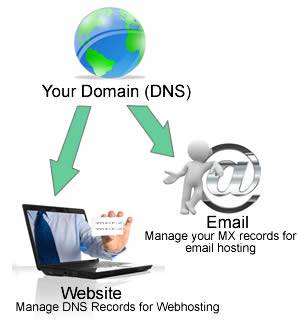 Your Domain (DNS)
Email
Manage your MX records for
email hosting
Website
Manage DNS Records for Webhosting